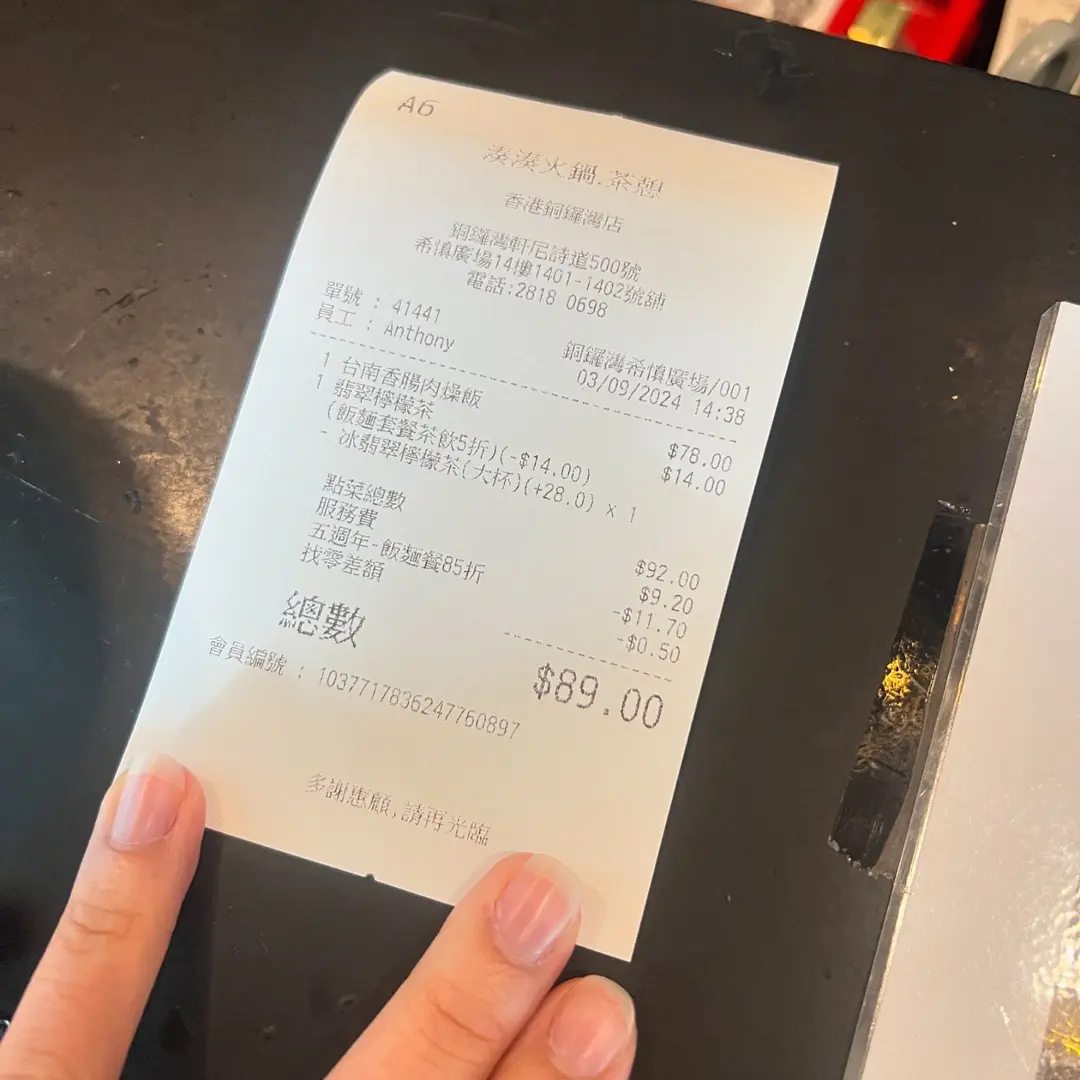 A6
湊湊火鍋.茶憩
香港銅鑼灣店
銅鑼灣軒尼詩道500號
希慎廣場14樓1401-1402號舖
電話:2818 0698
單號 : 41441
銅鑼灣希慎廣場/001
員工 : Anthony
03/09/2024 14:38
1 台南香腸肉燥飯 $78.00
1 翡翠檸檬茶 $14.00
(飯麵套餐茶飲5折)(-$14.00)
- 冰翡翠檸檬茶(大杯)(+28.0) x 1
點菜總數 $92.00
服務費 $9.20
五週年-飯麵餐85折 -$11.70
找零差額 -$0.50
總數 $89.00
會員編號 : 1037717836247760897
多謝惠顧,請再光臨